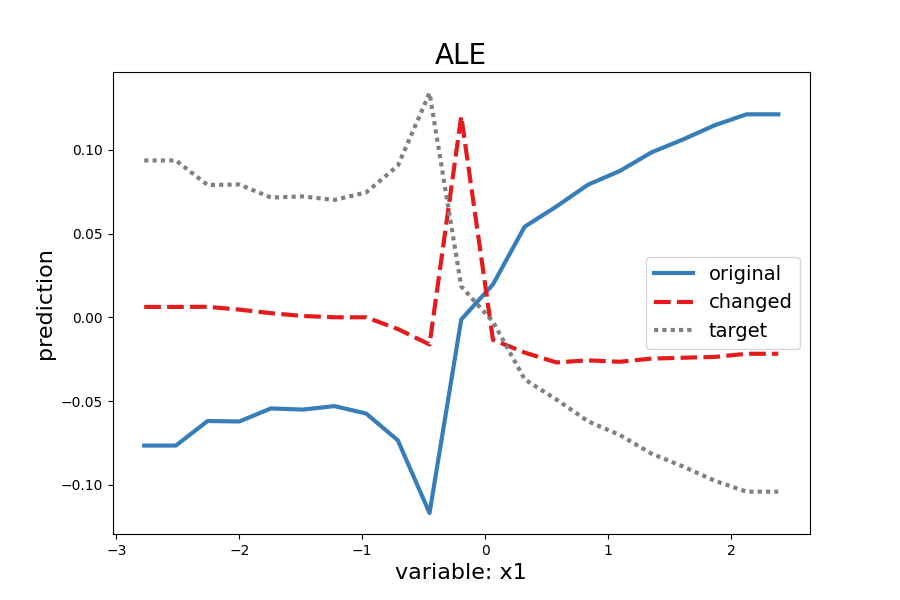 ALE
prediction
0.10
0.05
0.00
−0.05
−0.10
original
changed
target
−3
−2
−1
0
1
2
variable: x1